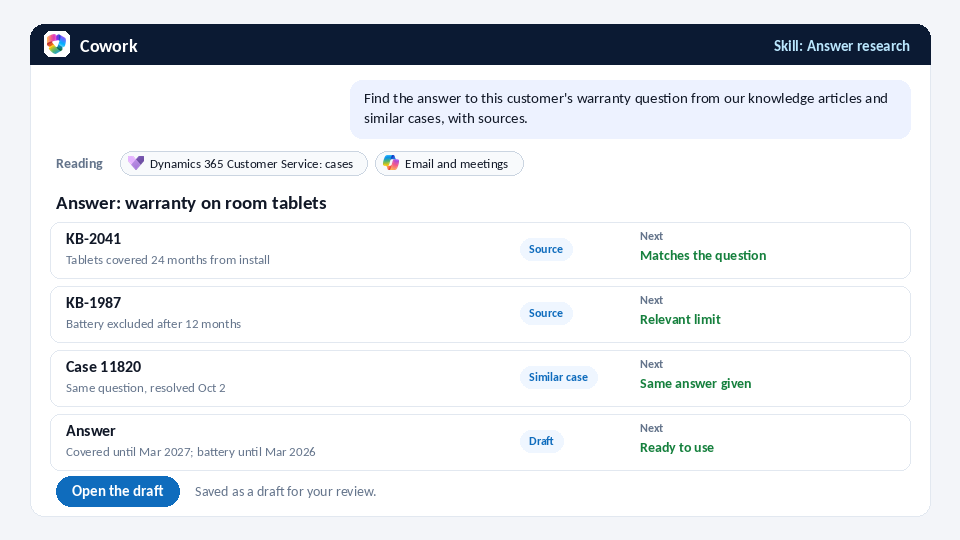 Cowork
Skill: Answer research
Find the answer to this customer's warranty question from our knowledge articles and
similar cases, with sources.
Reading
Dynamics 365 Customer Service: cases
Email and meetings
Answer: warranty on room tablets
KB-2041
Tablets covered 24 months from install
Source
Next
Matches the question
KB-1987
Battery excluded after 12 months
Source
Next
Relevant limit
Case 11820
Same question, resolved Oct 2
Similar case
Next
Same answer given
Answer
Covered until Mar 2027; battery until Mar 2026
Draft
Next
Ready to use
Open the draft
Saved as a draft for your review.